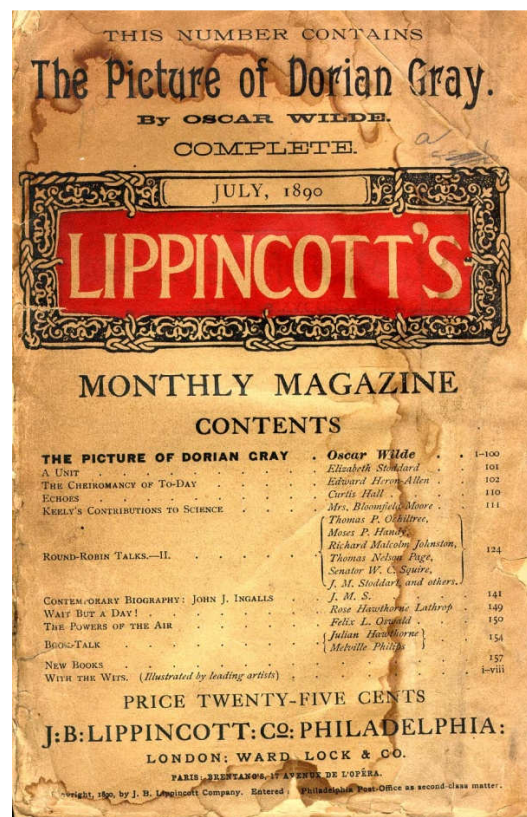 THIS NUMBER CONTAINS
The Picture of Dorian Gray.
BY OSCAR WILDE.
COMPLETE.
JULY, 1890
LIPPINCOTT'S
MONTHLY MAGAZINE
CONTENTS
THE PICTURE OF DORIAN GRAY . Oscar Wilde . . 1–100
A UNIT . . . . . . . Elizabeth Stoddard . 101
THE CHEIROMANCY OF TO-DAY . . . . Edward Heron-Allen . 102
ECHOES . . . . . . . Curtis Hall . . 110
KEELY'S CONTRIBUTIONS TO SCIENCE . . . . Mrs. Bloomfield Moore . 111
Thomas P. Ochiltree,
Moses P. Handy,
Richard Malcolm Johnston,
ROUND-ROBIN TALKS.—II. . . . . . Thomas Nelson Page, 124
Senator W. C. Squire,
J. M. Stoddart, and others.
CONTEMPORARY BIOGRAPHY: JOHN J. INGALLS . . . J. M. S. . . . 141
WAIT BUT A DAY! . . . . . . Rose Hawthorne Lathrop . 149
THE POWERS OF THE AIR . . . . . Felix L. Oswald . 150
BOOK-TALK . . . . . . Julian Hawthorne 154
Melville Philips
NEW BOOKS . . . . . . . 157
WITH THE WITS. (Illustrated by leading artists) . . . . i–viii
PRICE TWENTY-FIVE CENTS
J:B:LIPPINCOTT:CO: PHILADELPHIA:
LONDON: WARD, LOCK & CO.
PARIS: BRENTANO'S, 17 AVENUE DE L'OPÉRA.
Copyright, 1890, by J. B. Lippincott Company. Entered Philadelphia Post-Office as second-class matter.